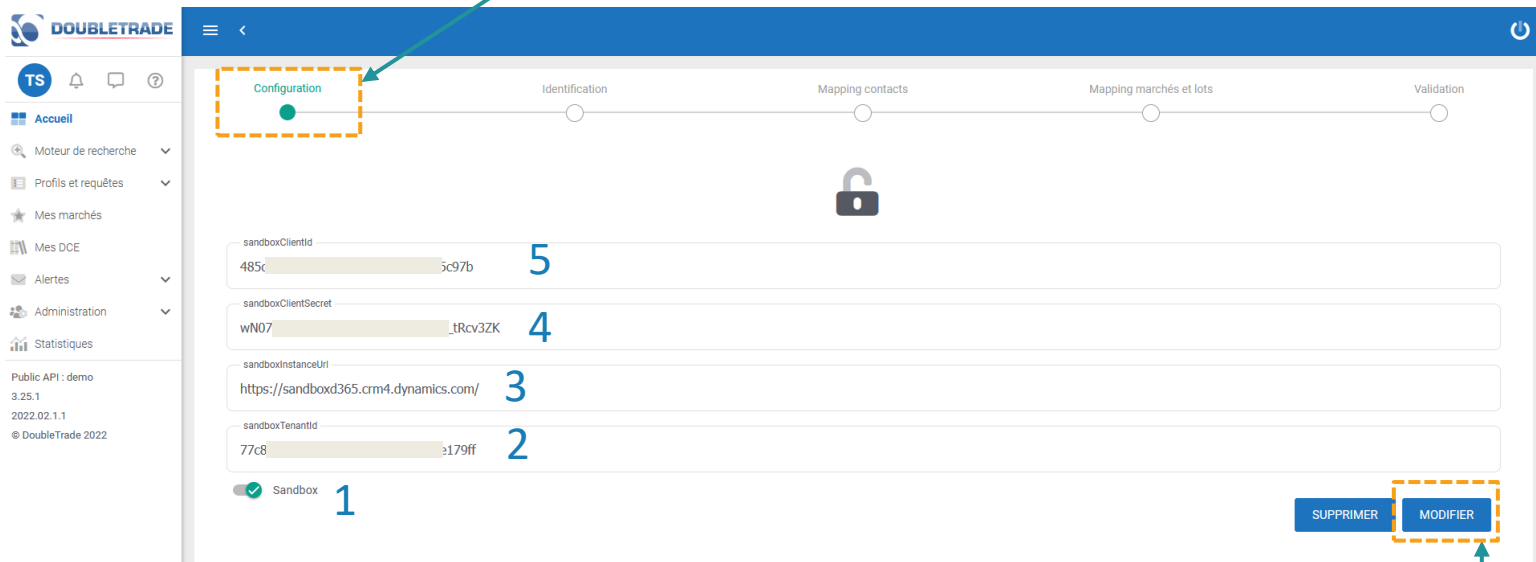 DOUBLETRADE
TS
Accueil
Moteur de recherche
Profils et requêtes
Mes marchés
Mes DCE
Alertes
Administration
Statistiques
Public API : demo
3.25.1
2022.02.1.1
© DoubleTrade 2022
Configuration
Identification
Mapping contacts
Mapping marchés et lots
Validation
sandboxClientId
485c 5c97b 5
sandboxClientSecret
wN07 _tRcv3ZK 4
sandboxInstanceUrl
https://sandboxd365.crm4.dynamics.com/ 3
sandboxTenantId
77c8 e179ff 2
Sandbox 1
SUPPRIMER
MODIFIER